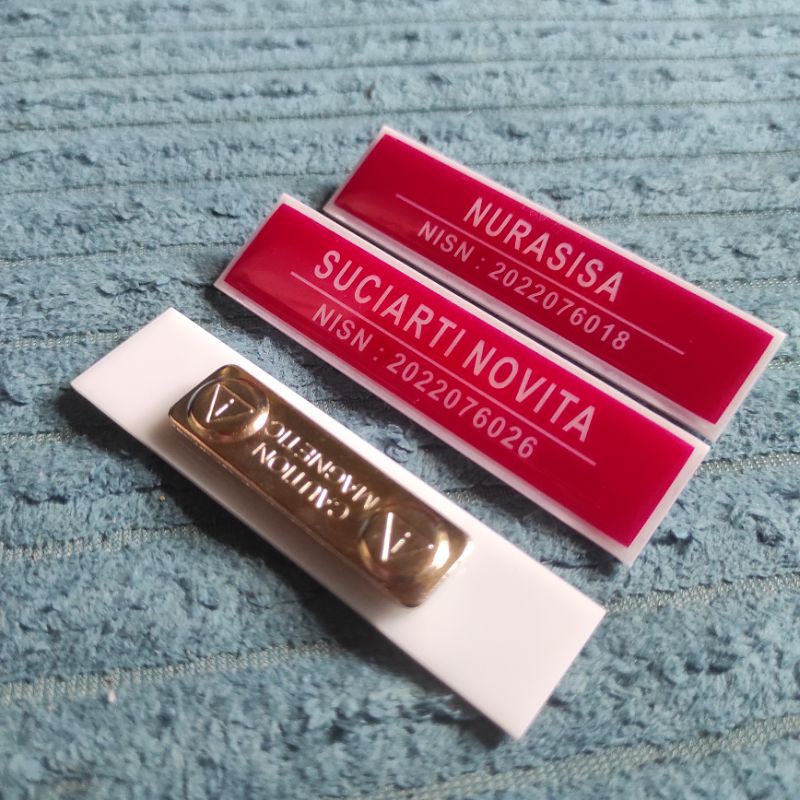 NURASISA
NISN : 2022076018
SUCIARTI NOVITA
NISN : 2022076026
CAUTION
MAGNETIC